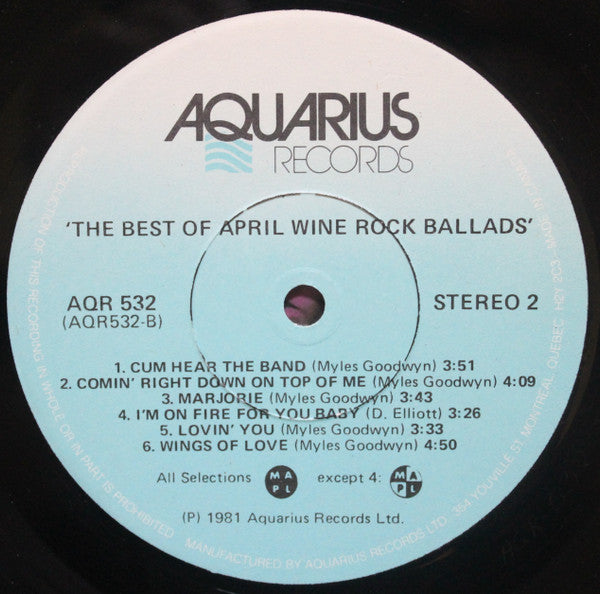 AQUARIUS
RECORDS
'THE BEST OF APRIL WINE ROCK BALLADS'
AQR 532
(AQR532-B)
STEREO 2
1. CUM HEAR THE BAND (Myles Goodwyn) 3:51
2. COMIN' RIGHT DOWN ON TOP OF ME (Myles Goodwyn) 4:09
3. MARJORIE (Myles Goodwyn) 3:43
4. I'M ON FIRE FOR YOU BABY (D. Elliott) 3:26
5. LOVIN' YOU (Myles Goodwyn) 3:33
6. WINGS OF LOVE (Myles Goodwyn) 4:50
All Selections MAPL except 4: MAPL
(P) 1981 Aquarius Records Ltd.
REPRODUCTION OF THIS RECORDING IN WHOLE OR IN PART IS PROHIBITED
MANUFACTURED BY AQUARIUS RECORDS LTD. 354 YOUVILLE ST. MONTREAL, QUEBEC H2Y 2C3 - MADE IN CANADA